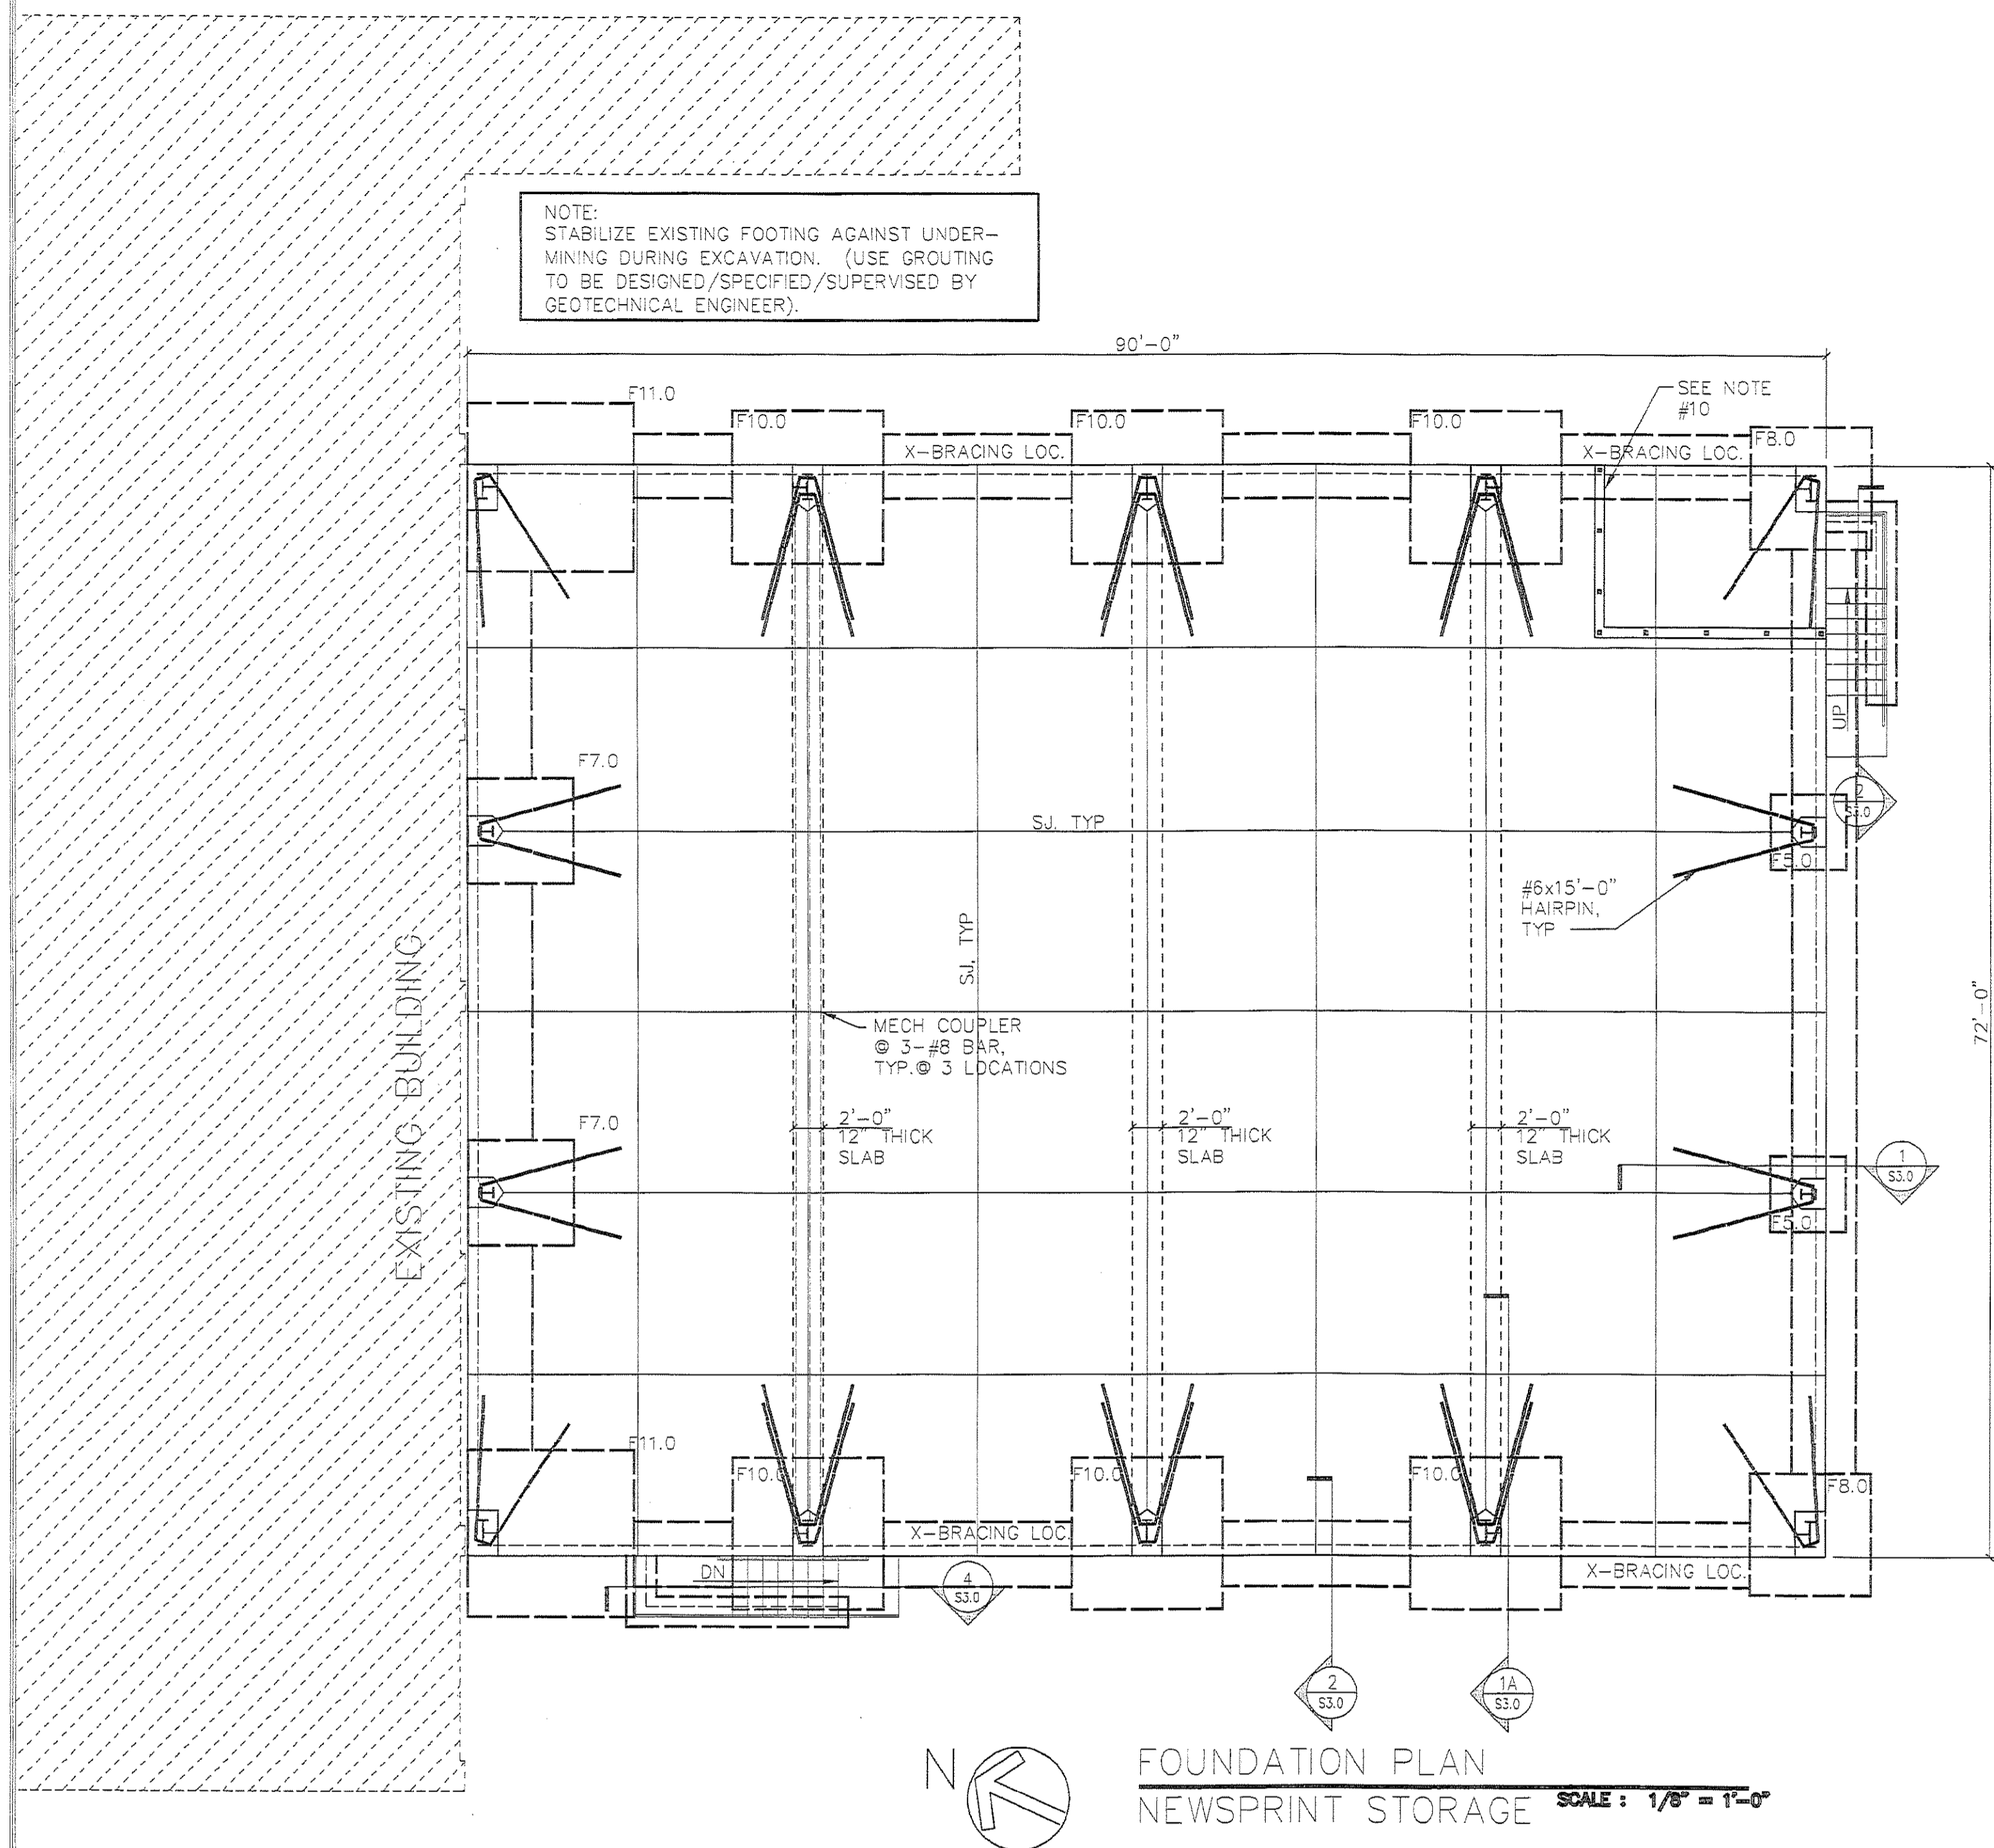 NOTE:
STABILIZE EXISTING FOOTING AGAINST UNDER-
MINING DURING EXCAVATION. (USE GROUTING
TO BE DESIGNED/SPECIFIED/SUPERVISED BY
GEOTECHNICAL ENGINEER).
90'-0"
F11.0
F10.0
F10.0
F10.0
SEE NOTE
#10
F8.0
X-BRACING LOC.
X-BRACING LOC.
UP
F7.0
2
S3.0
SJ. TYP
F5.0
#6x15'-0"
HAIRPIN,
TYP
SJ. TYP
EXISTING BUILDING
72'-0"
MECH COUPLER
@ 3-#8 BAR,
TYP.@ 3 LOCATIONS
F7.0
2'-0"
12" THICK
SLAB
2'-0"
12" THICK
SLAB
2'-0"
12" THICK
SLAB
1
S3.0
F5.0
F11.0
F10.0
F10.0
F10.0
F8.0
X-BRACING LOC.
X-BRACING LOC.
DN
4
S3.0
2
S3.0
1A
S3.0
N
FOUNDATION PLAN
NEWSPRINT STORAGE
SCALE : 1/8" = 1'-0"